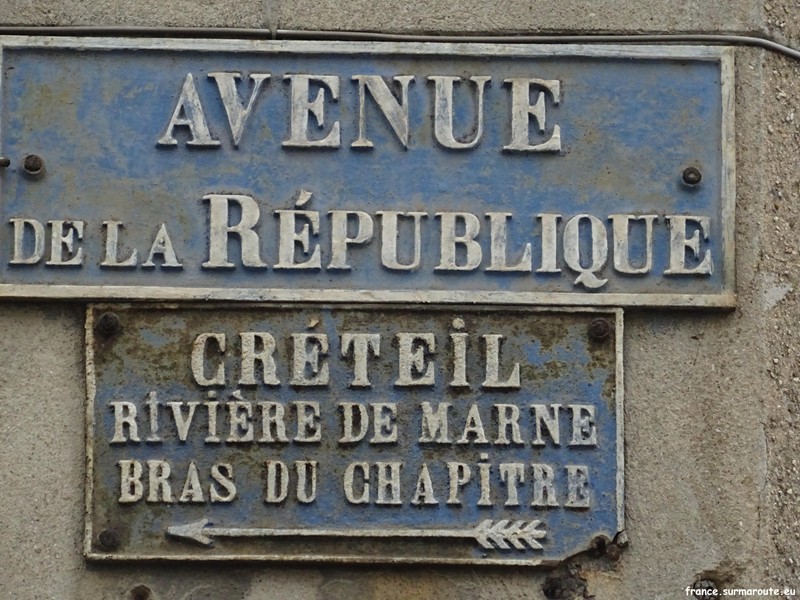 AVENUE
DE LA RÉPUBLIQUE
CRÉTEIL
RIVIÈRE DE MARNE
BRAS DU CHAPITRE
france.surmaroute.eu